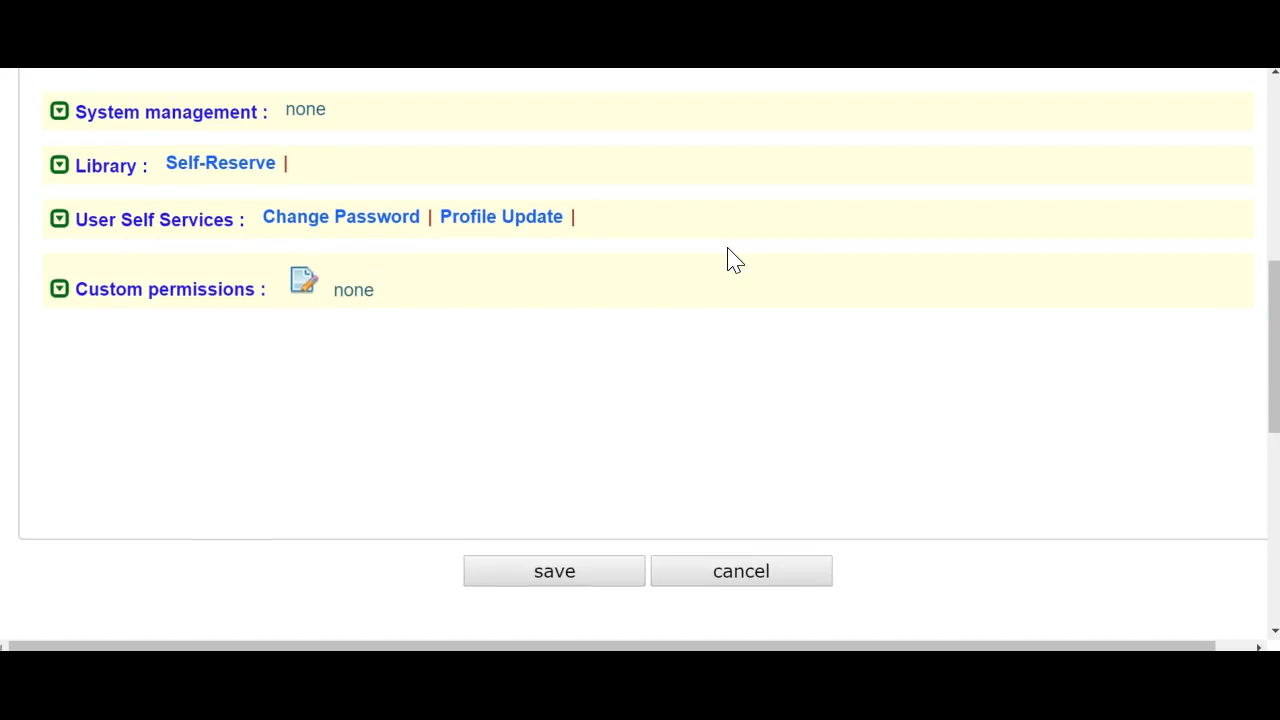 System management : none
Library : Self-Reserve |
User Self Services : Change Password | Profile Update |
Custom permissions : none
save cancel